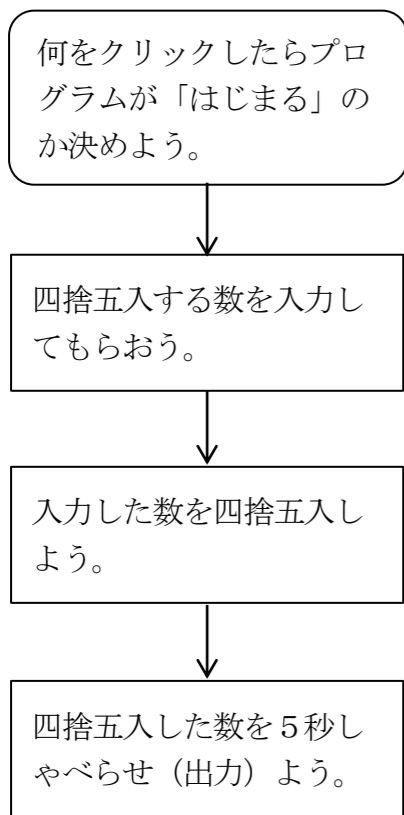 何をクリックしたらプロ
グラムが「はじまる」の
か決めよう。
四捨五入する数を入力し
てもらおう。
入力した数を四捨五入し
よう。
四捨五入した数を５秒し
ゃべらせ（出力）よう。